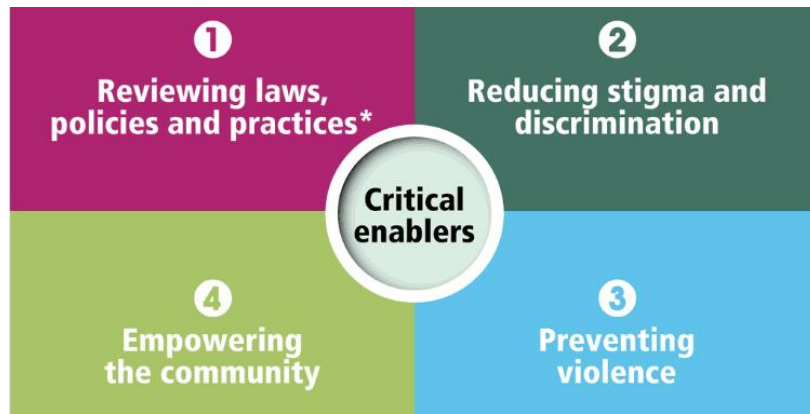 1
Reviewing laws,
policies and practices*
2
Reducing stigma and
discrimination
Critical
enablers
4
Empowering
the community
3
Preventing
violence